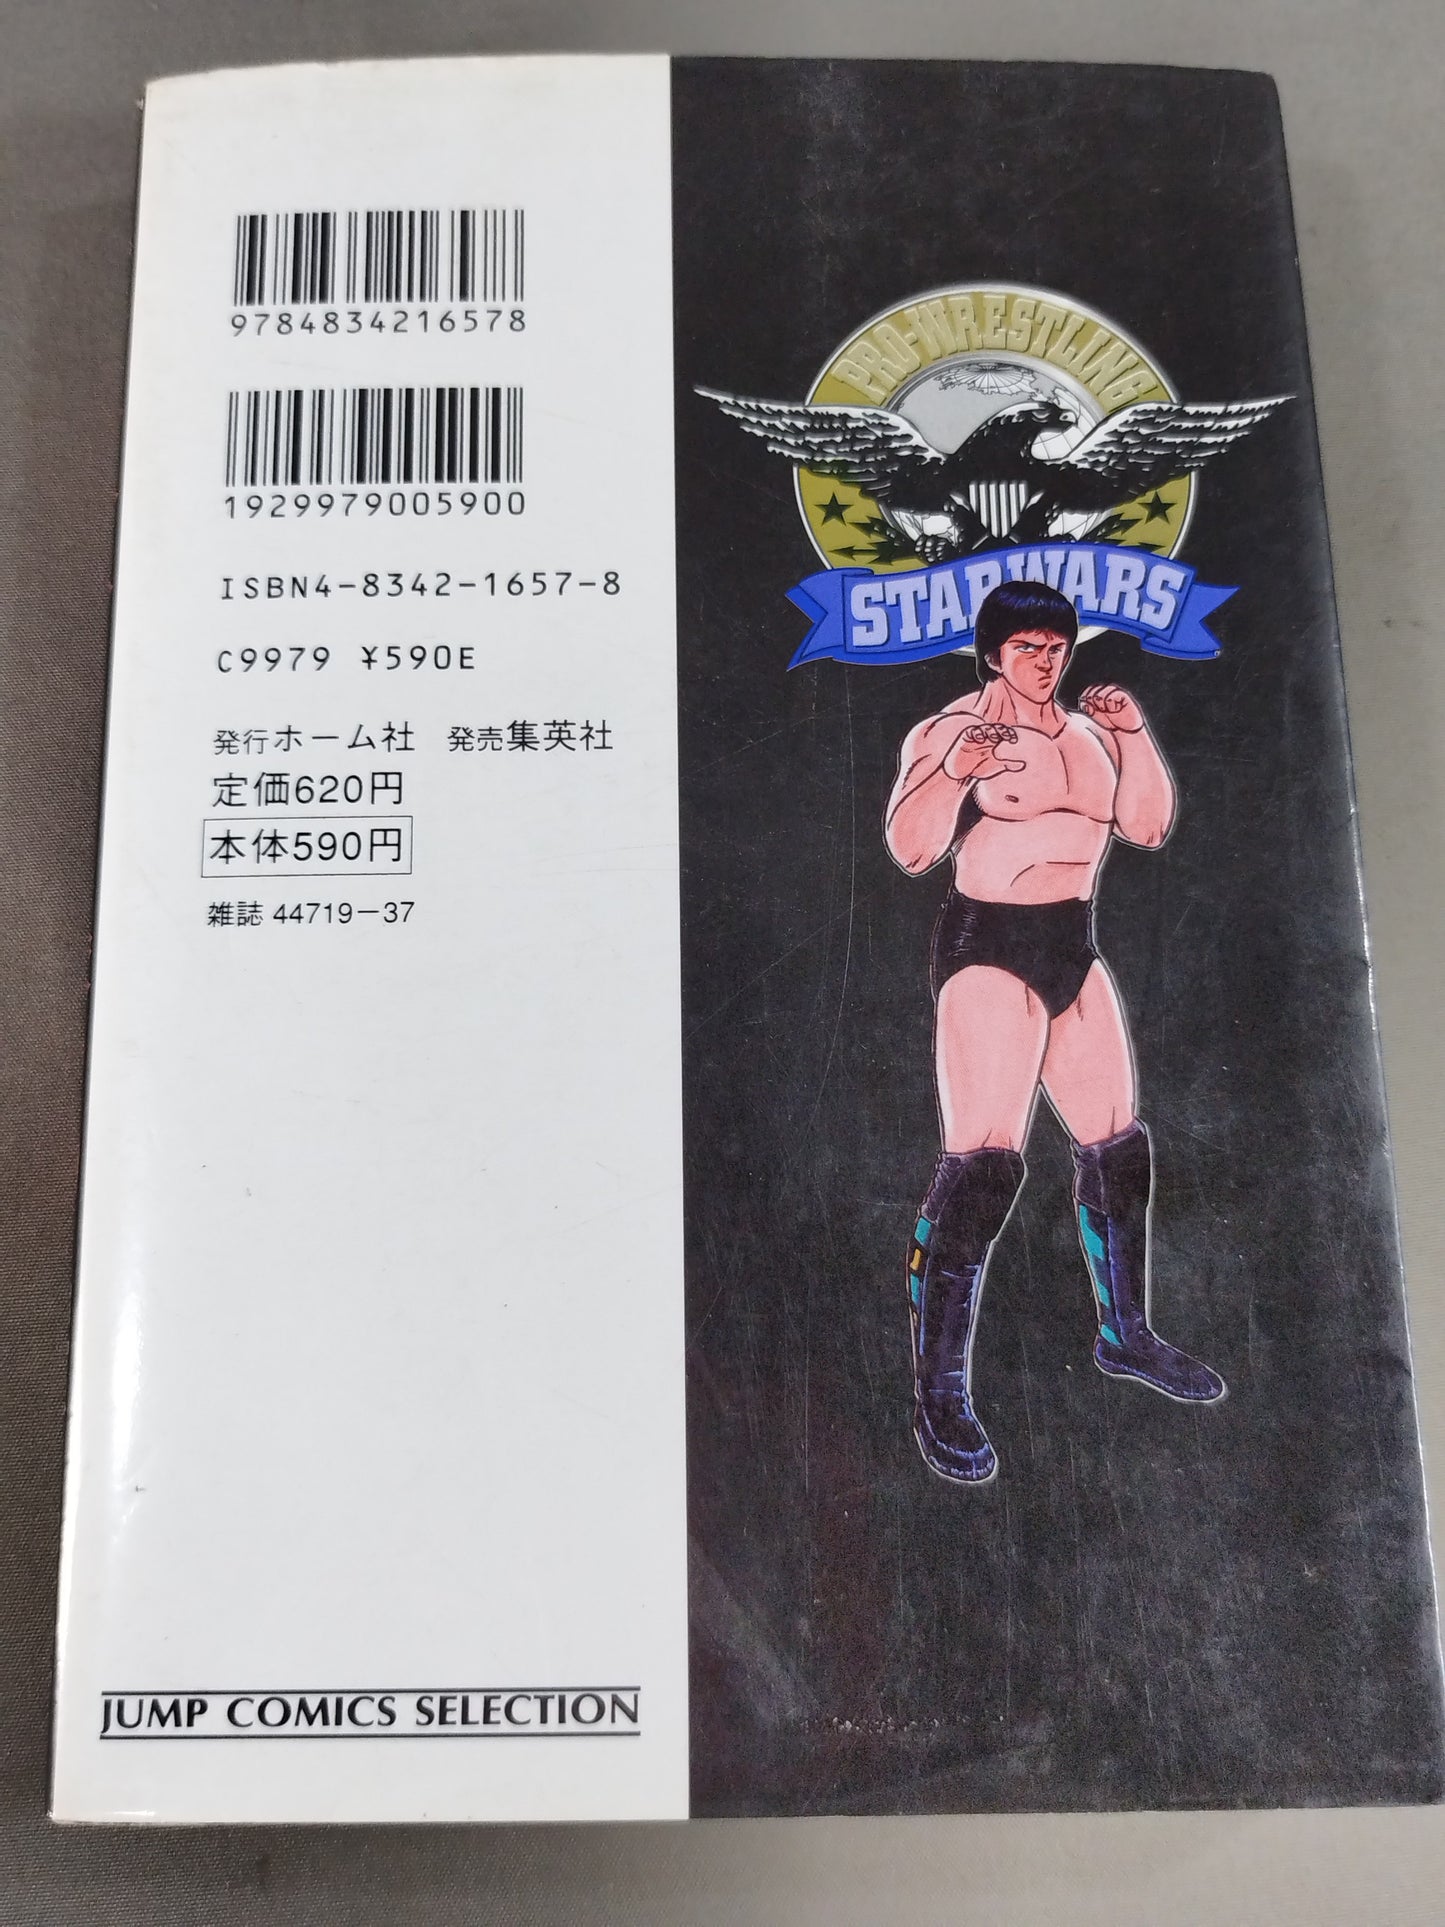 9784834216578
1929979005900
ISBN4-8342-1657-8
C9979 ¥590E
発行ホーム社 発売集英社
定価620円
本体590円
雑誌 44719-37
JUMP COMICS SELECTION
PRO-WRESTLING
STAR WARS